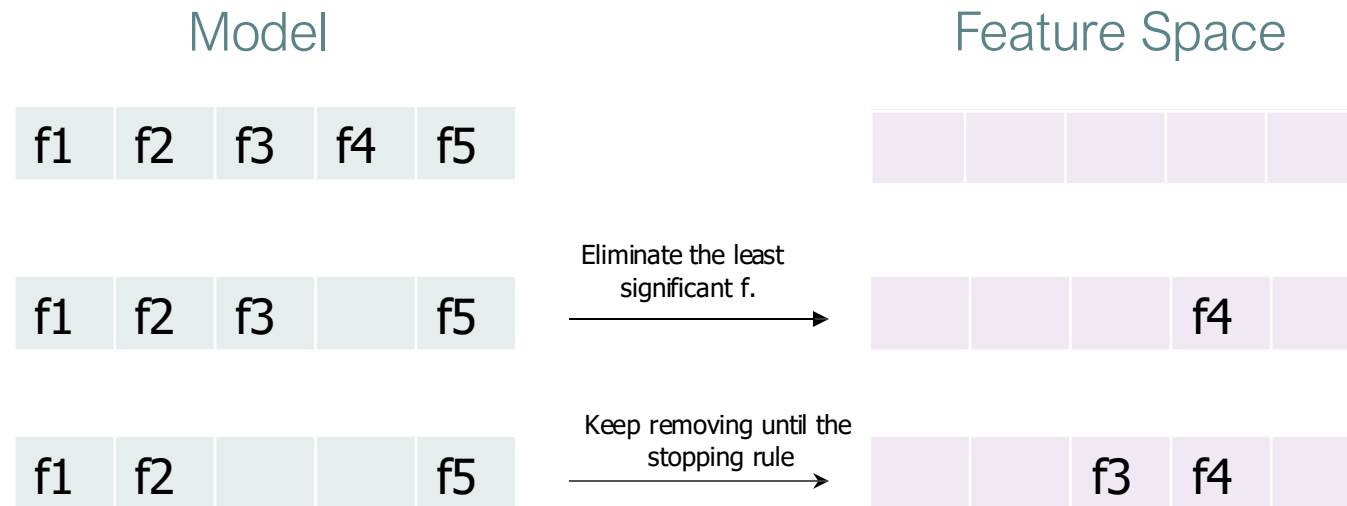 Model
Feature Space
f1 f2 f3 f4 f5
Eliminate the least
significant f.
f1 f2 f3 f5
f4
Keep removing until the
stopping rule
f1 f2 f5
f3 f4